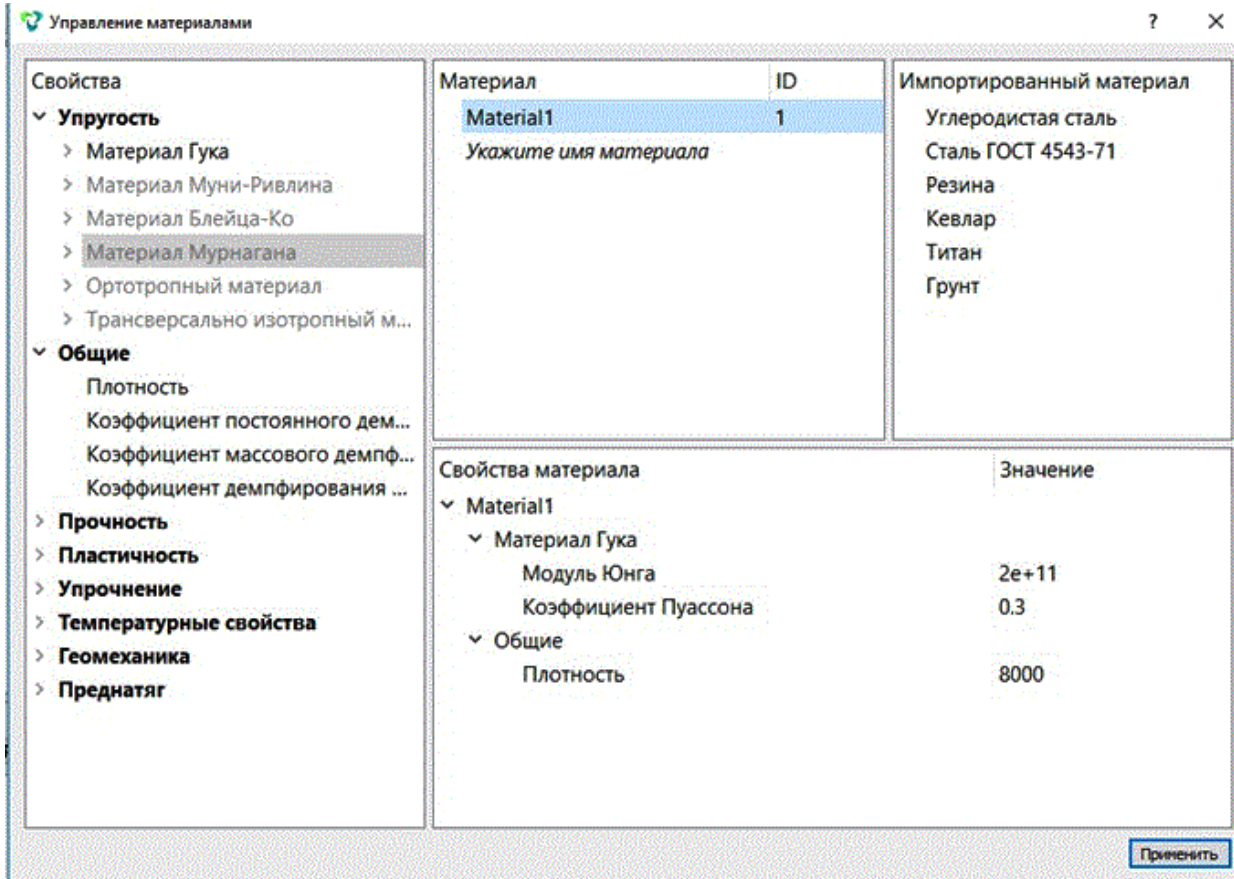 Управление материалами
?
Свойства
Упругость
Материал Гука
Материал Муни-Ривлина
Материал Блейца-Ко
Материал Мурнагана
Ортотропный материал
Трансверсально изотропный м...
Общие
Плотность
Коэффициент постоянного дем...
Коэффициент массового демпф...
Коэффициент демпфирования ...
Прочность
Пластичность
Упрочнение
Температурные свойства
Геомеханика
Преднатяг
Материал ID
Material1 1
Укажите имя материала
Импортированный материал
Углеродистая сталь
Сталь ГОСТ 4543-71
Резина
Кевлар
Титан
Грунт
Свойства материала Значение
Material1
Материал Гука
Модуль Юнга 2e+11
Коэффициент Пуассона 0.3
Общие
Плотность 8000
Применить